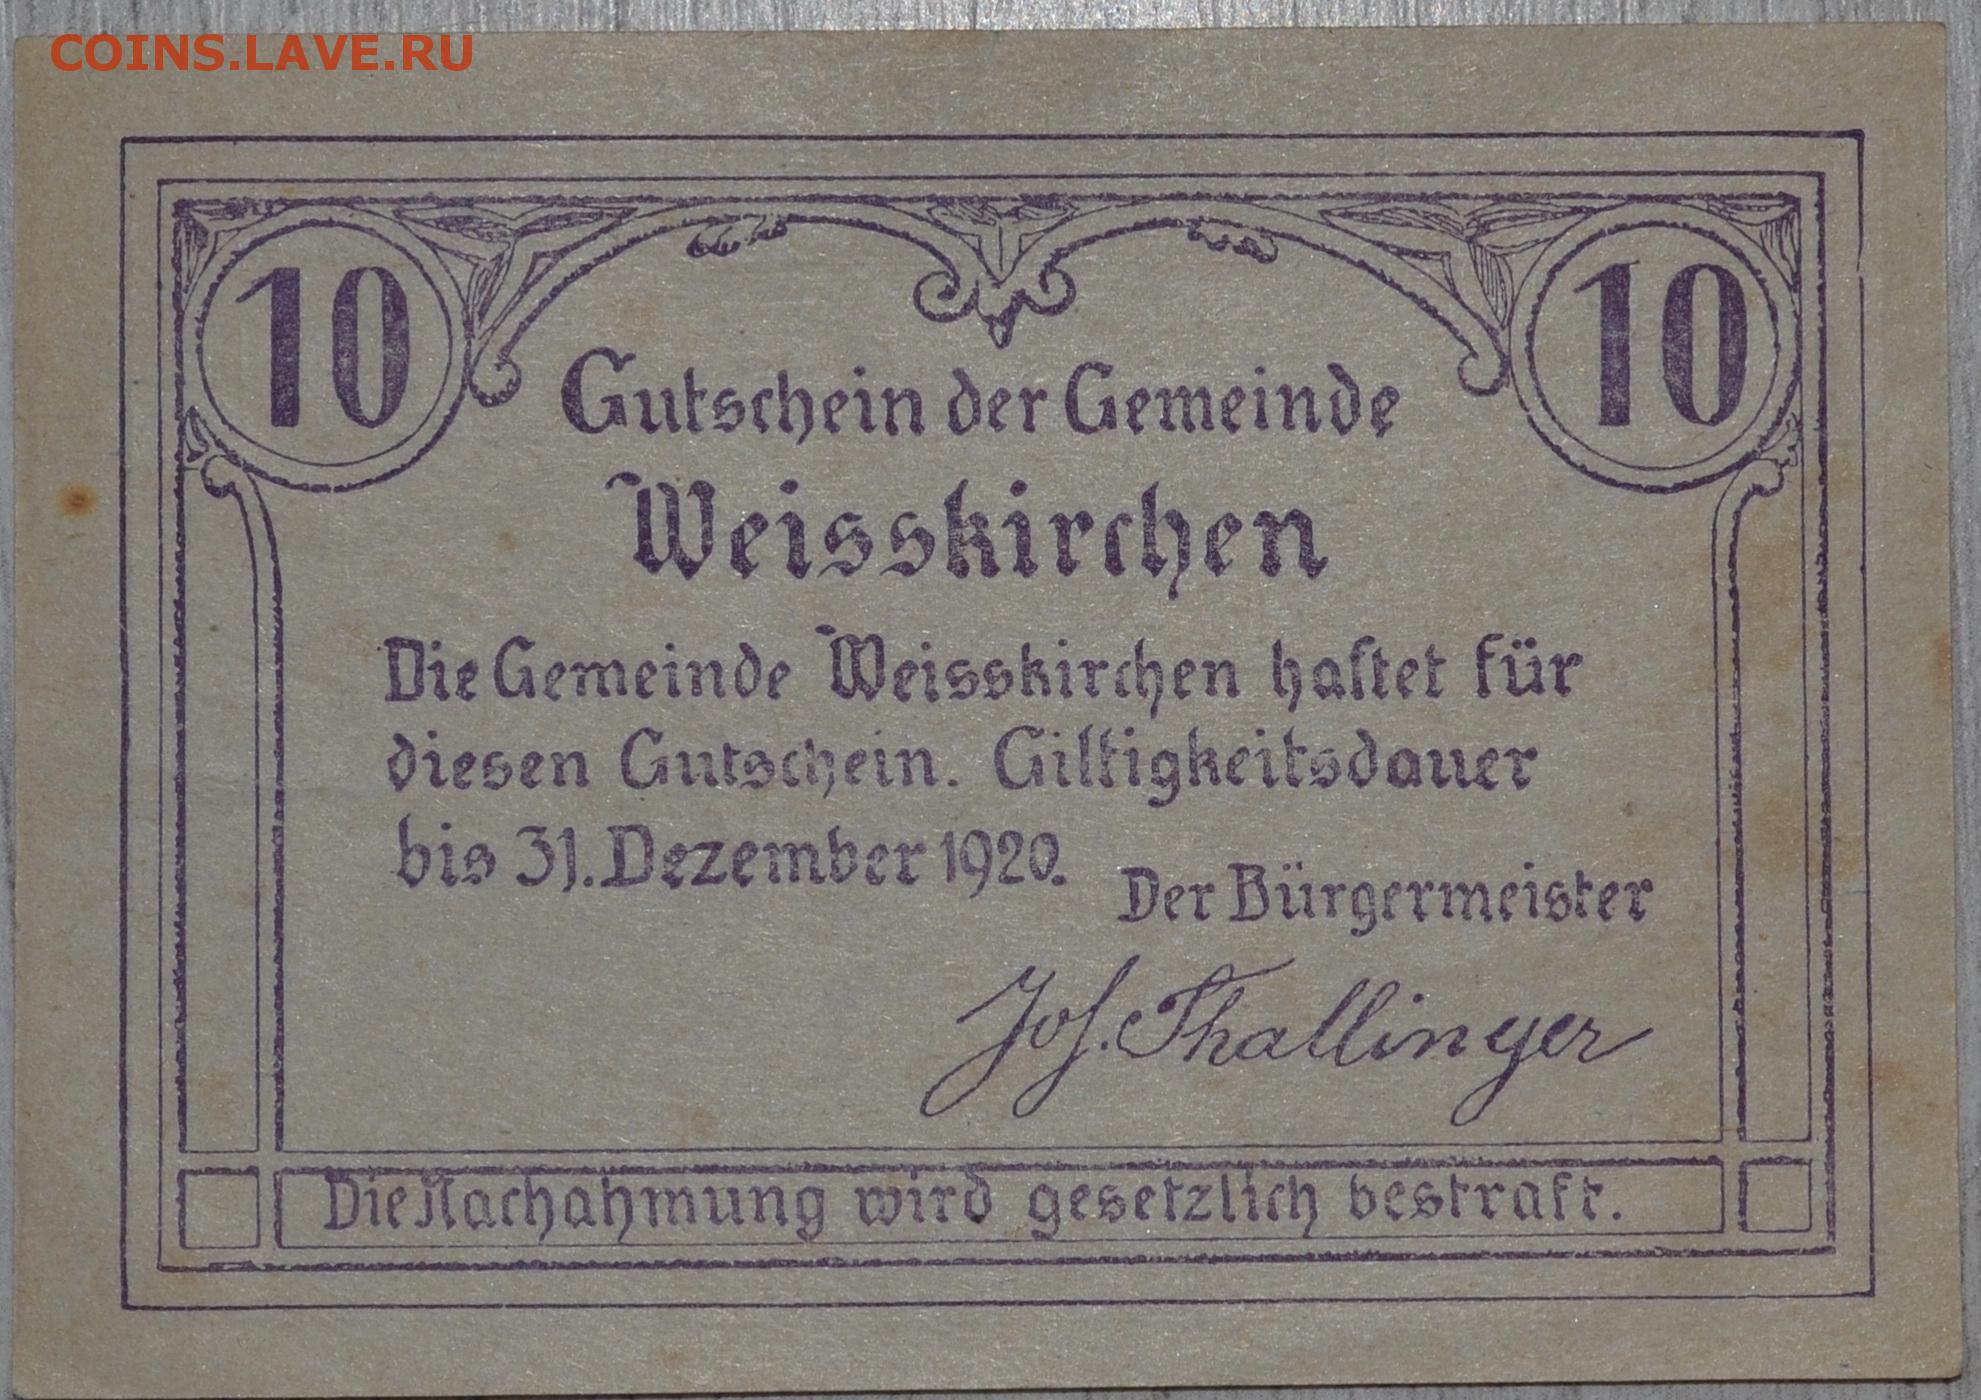 COINS.LAVE.RU
10 10
Gutschein der Gemeinde
Weisskirchen
Die Gemeinde Weisskirchen haftet für
diesen Gutschein. Giltigkeitsdauer
bis 31. Dezember 1920.
Der Bürgermeister
Jos. Thallinger
Die Nachahmung wird gesetzlich bestraft.